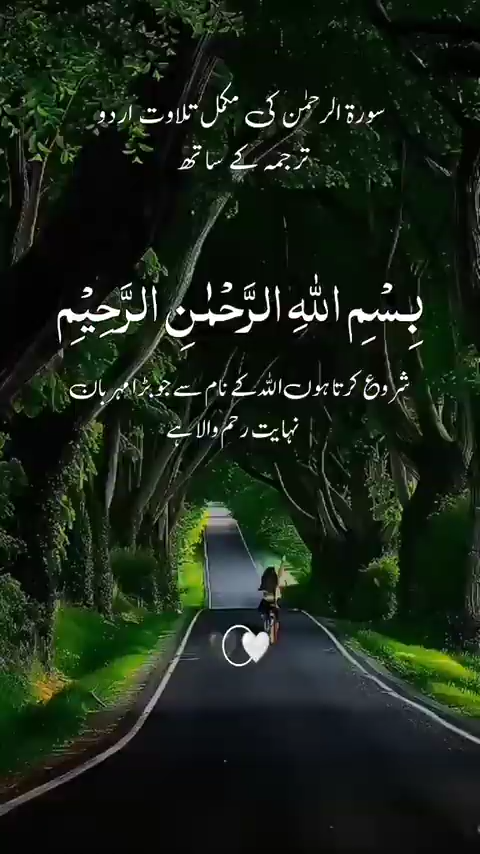 سورۃ الرحمٰن کی مکمل تلاوت اردو
ترجمہ کے ساتھ
بِسْمِ اللّٰهِ الرَّحْمٰنِ الرَّحِيْمِ
شروع کرتا ہوں اللہ کے نام سے جو بڑا مہربان
نہایت رحم والا ہے